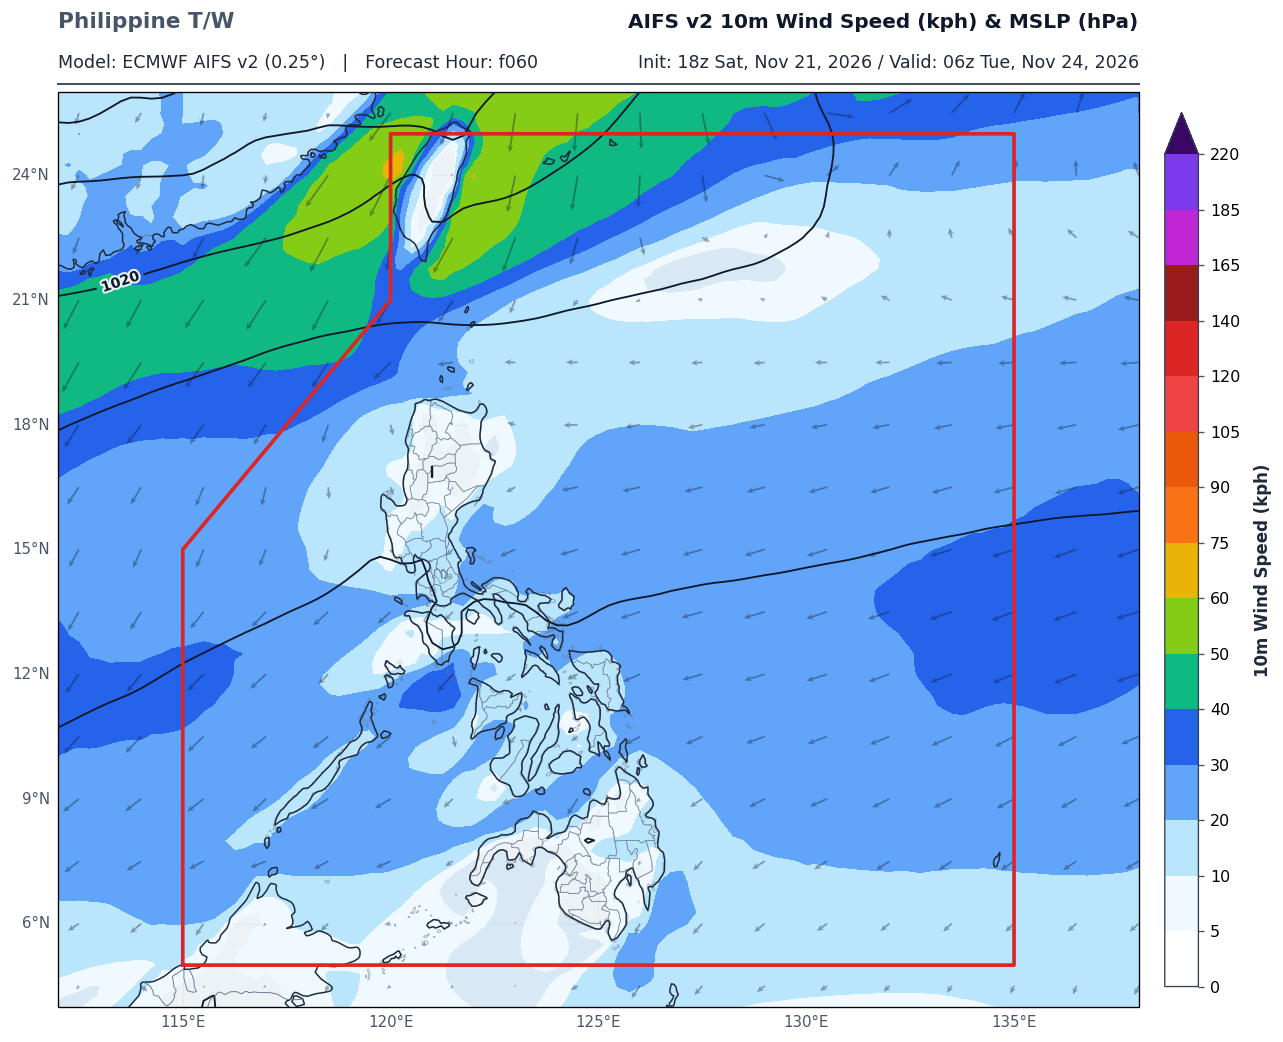 Philippine T/W
AIFS v2 10m Wind Speed (kph) & MSLP (hPa)
Model: ECMWF AIFS v2 (0.25°) | Forecast Hour: f060
Init: 18z Sat, Nov 21, 2026 / Valid: 06z Tue, Nov 24, 2026
24°N
21°N
18°N
15°N
12°N
9°N
6°N
1020
115°E
120°E
125°E
130°E
135°E
220
185
165
140
120
105
90
75
60
50
40
30
20
10
5
0
10m Wind Speed (kph)